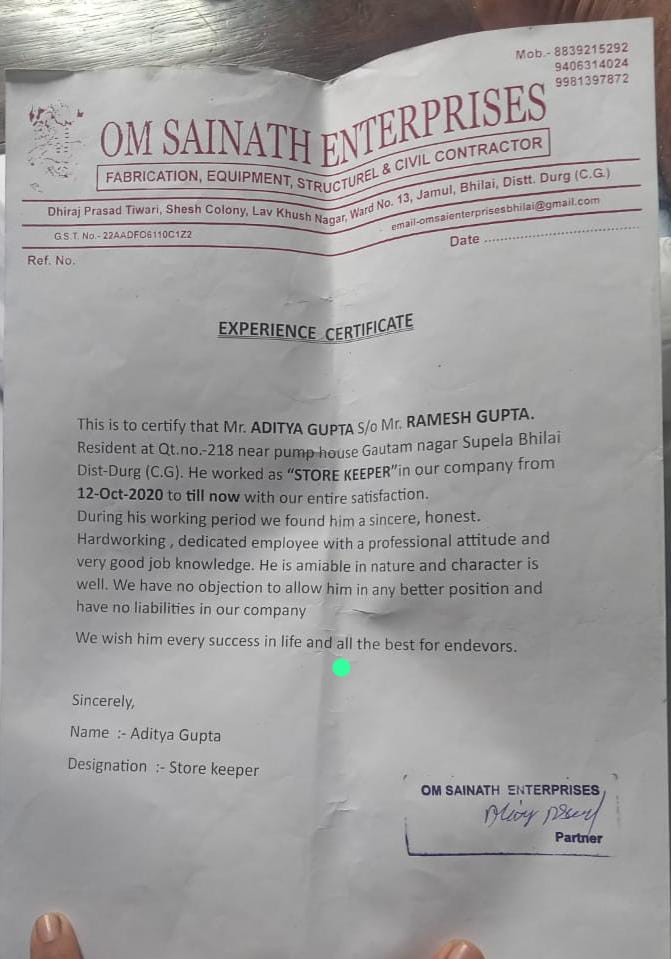 Mob.- 8839215292
9406314024
9981397872
OM SAINATH ENTERPRISES
FABRICATION, EQUIPMENT, STRUCTUREL & CIVIL CONTRACTOR
Dhiraj Prasad Tiwari, Shesh Colony, Lav Khush Nagar, Ward No. 13, Jamul, Bhilai, Distt. Durg (C.G.)
G.S.T. No.- 22AADFO6110C1Z2
email-omsaienterprisesbhilai@gmail.com
Ref. No.
Date ................................
EXPERIENCE CERTIFICATE
This is to certify that Mr. ADITYA GUPTA S/o Mr. RAMESH GUPTA.
Resident at Qt.no.-218 near pump house Gautam nagar Supela Bhilai
Dist-Durg (C.G). He worked as “STORE KEEPER”in our company from
12-Oct-2020 to till now with our entire satisfaction.
During his working period we found him a sincere, honest.
Hardworking , dedicated employee with a professional attitude and
very good job knowledge. He is amiable in nature and character is
well. We have no objection to allow him in any better position and
have no liabilities in our company
We wish him every success in life and all the best for endevors.
Sincerely,
Name :- Aditya Gupta
Designation :- Store keeper
OM SAINATH ENTERPRISES
Partner